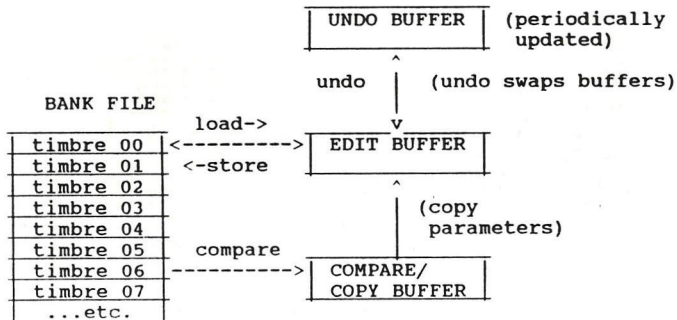 UNDO BUFFER (periodically
updated)
undo (undo swaps buffers)
BANK FILE
load->
timbre 00 EDIT BUFFER
timbre 01 <-store
timbre 02
timbre 03 (copy
timbre 04 parameters)
timbre 05 compare
timbre 06 COMPARE/
timbre 07 COPY BUFFER
...etc.